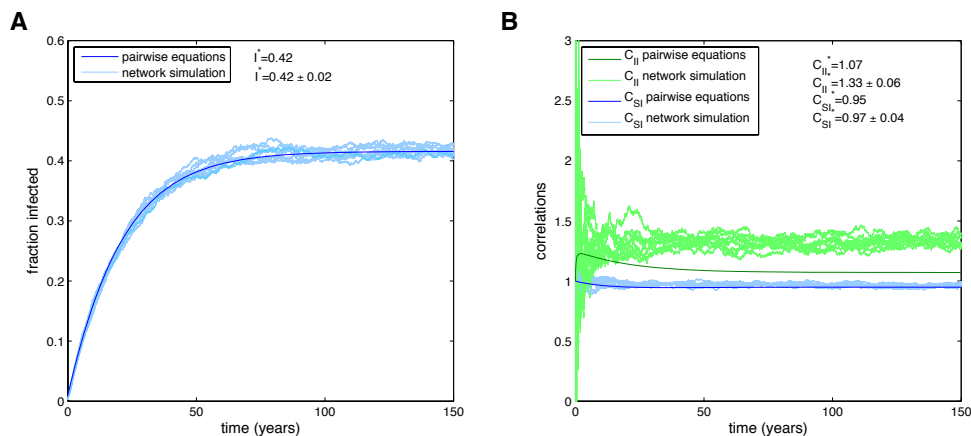 A
0.6
0.5
0.4
0.3
0.2
0.1
0
fraction infected
pairwise equations
network simulation
I*=0.42
I*=0.42 ± 0.02
0
50
100
150
time (years)
B
3
2.5
2
1.5
1
0.5
0
correlations
C_II pairwise equations
C_II network simulation
C_SI pairwise equations
C_SI network simulation
C_II*=1.07
C_II*=1.33 ± 0.06
C_SI*=0.95
C_SI*=0.97 ± 0.04
0
50
100
150
time (years)